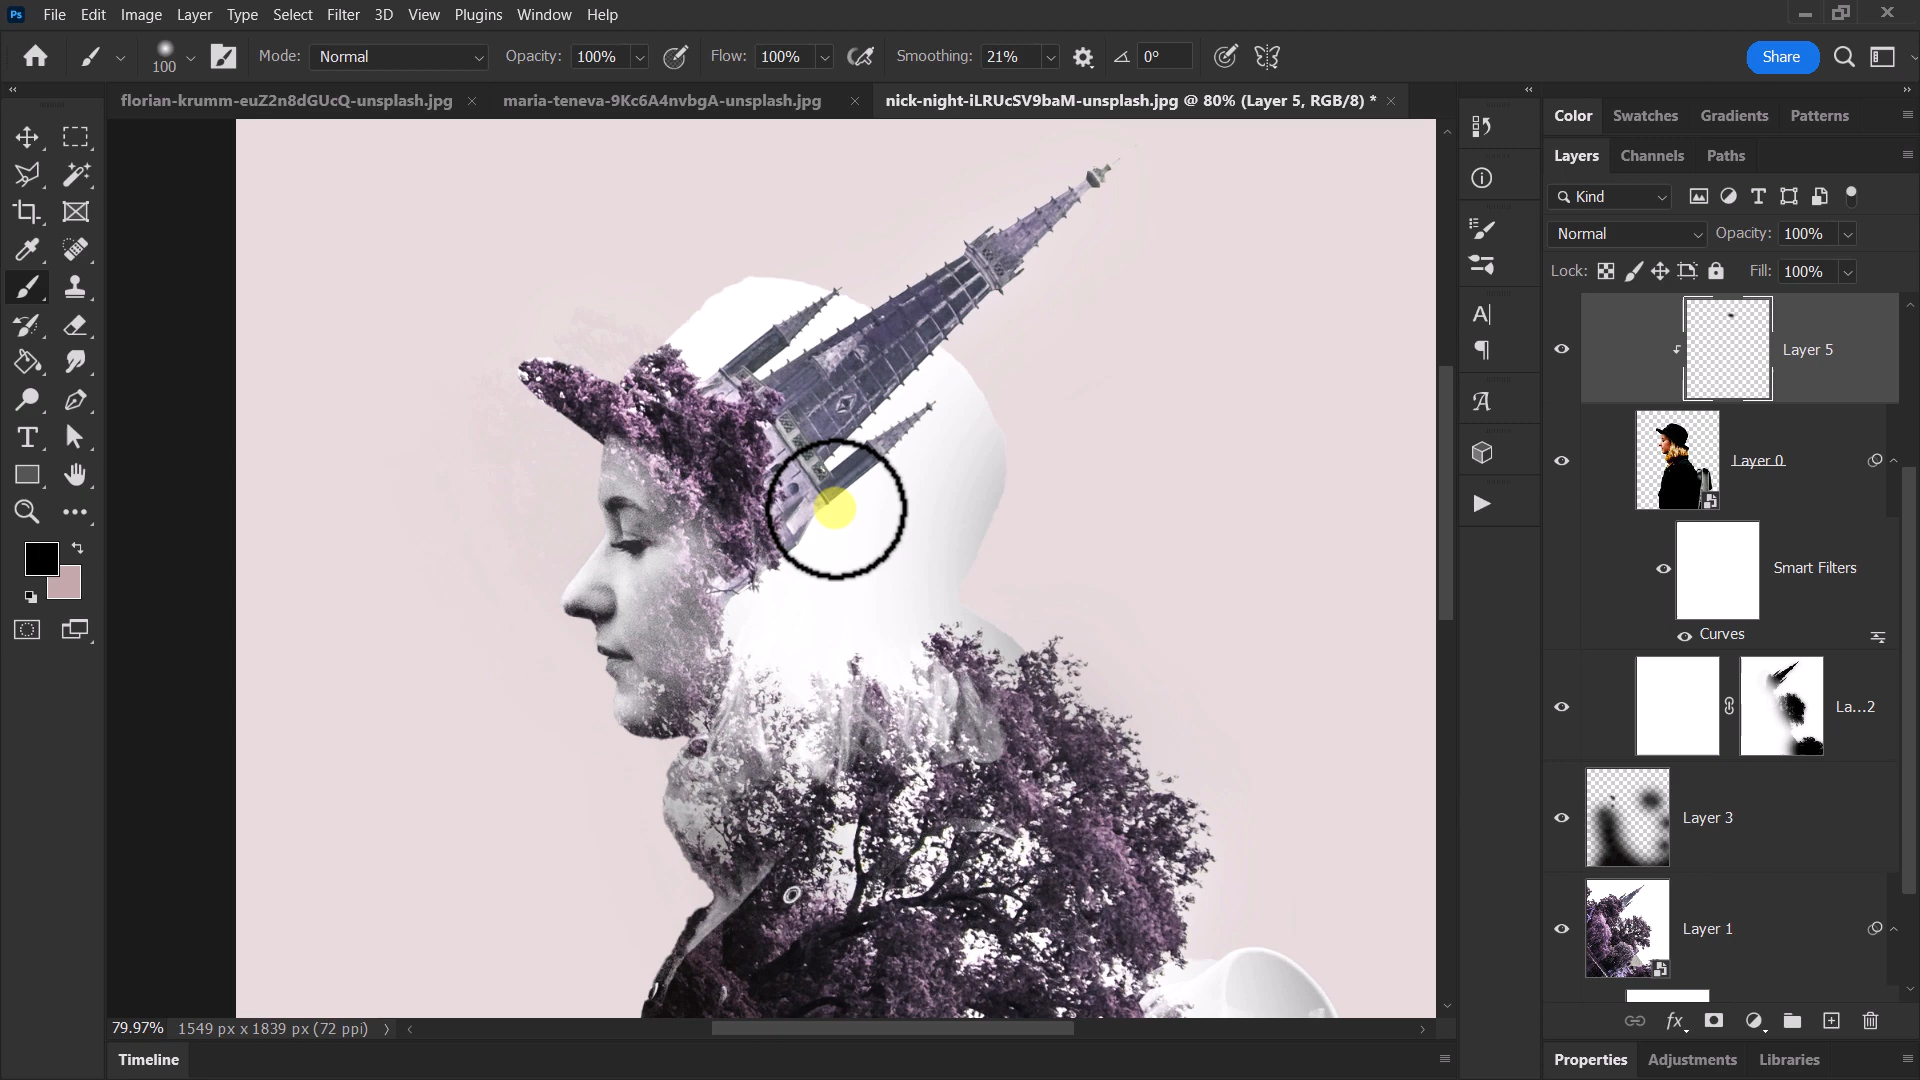 Ps File Edit Image Layer Type Select Filter 3D View Plugins Window Help
100 Mode: Normal Opacity: 100% Flow: 100% Smoothing: 21% 0° Share
florian-krumm-euZ2n8dGUcQ-unsplash.jpg maria-teneva-9Kc6A4nvbgA-unsplash.jpg nick-night-iLRUcSV9baM-unsplash.jpg @ 80% (Layer 5, RGB/8) *
Color Swatches Gradients Patterns
Layers Channels Paths
Kind
Normal Opacity: 100%
Lock: Fill: 100%
Layer 5
Layer 0
Smart Filters
Curves
La...2
Layer 3
Layer 1
79.97% 1549 px x 1839 px (72 ppi)
Timeline
Properties Adjustments Libraries